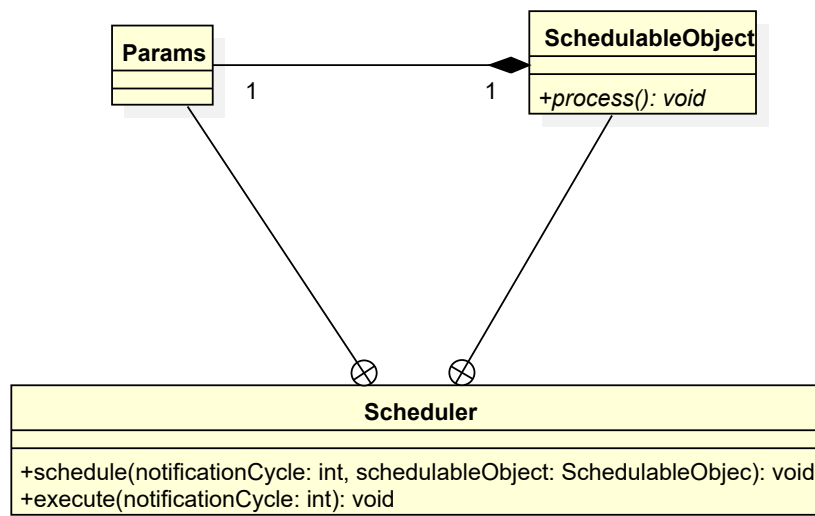 Params
SchedulableObject
1
1
+process(): void
Scheduler
+schedule(notificationCycle: int, schedulableObject: SchedulableObjec): void
+execute(notificationCycle: int): void